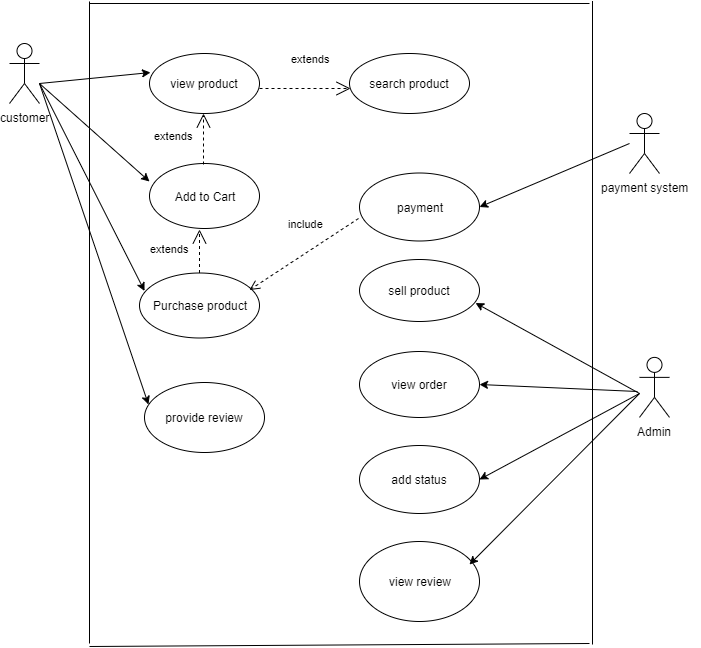 extends
view product
search product
customer
extends
payment system
Add to Cart
payment
include
extends
sell product
Purchase product
view order
provide review
Admin
add status
view review